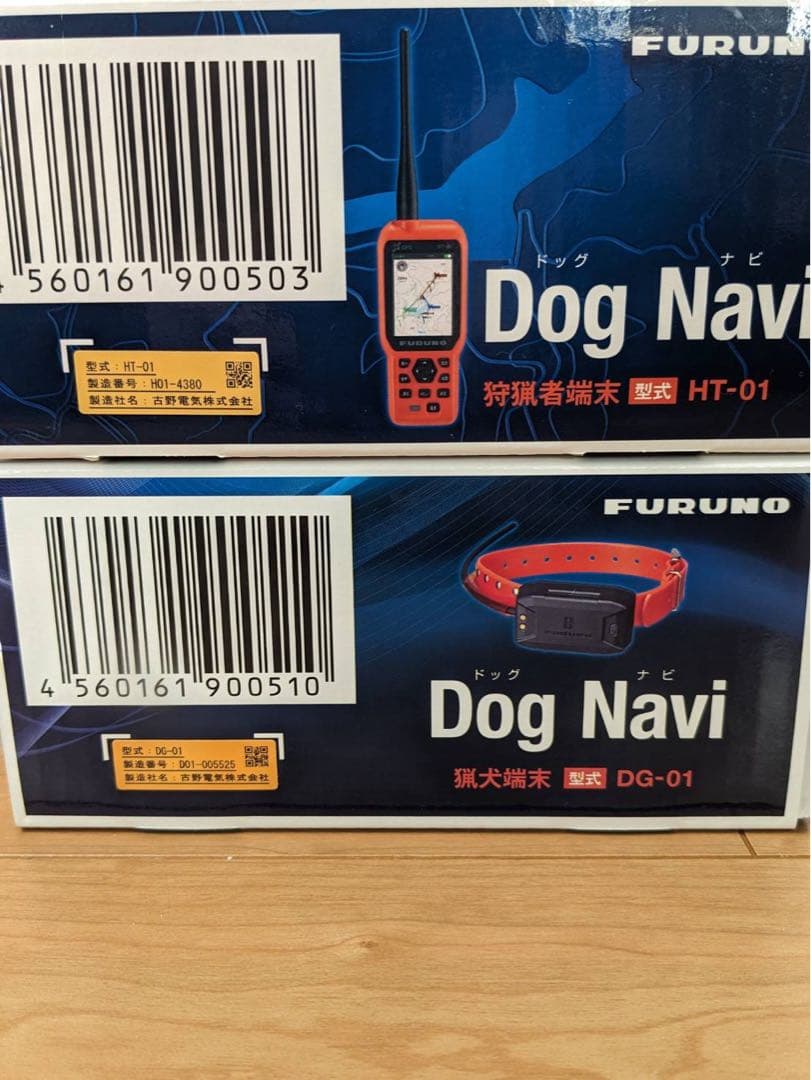 FURUN
560161 900503
ドッグ ナビ
Dog Navi
型式：HT-01
製造番号：H01-4380
製造社名：古野電気株式会社
FURUNO
狩猟者端末 型式 HT-01
FURUNO
4 560161 900510
FURUNO
ドッグ ナビ
Dog Navi
型式：DG-01
製造番号：D01-005525
製造社名：古野電気株式会社
猟犬端末 型式 DG-01